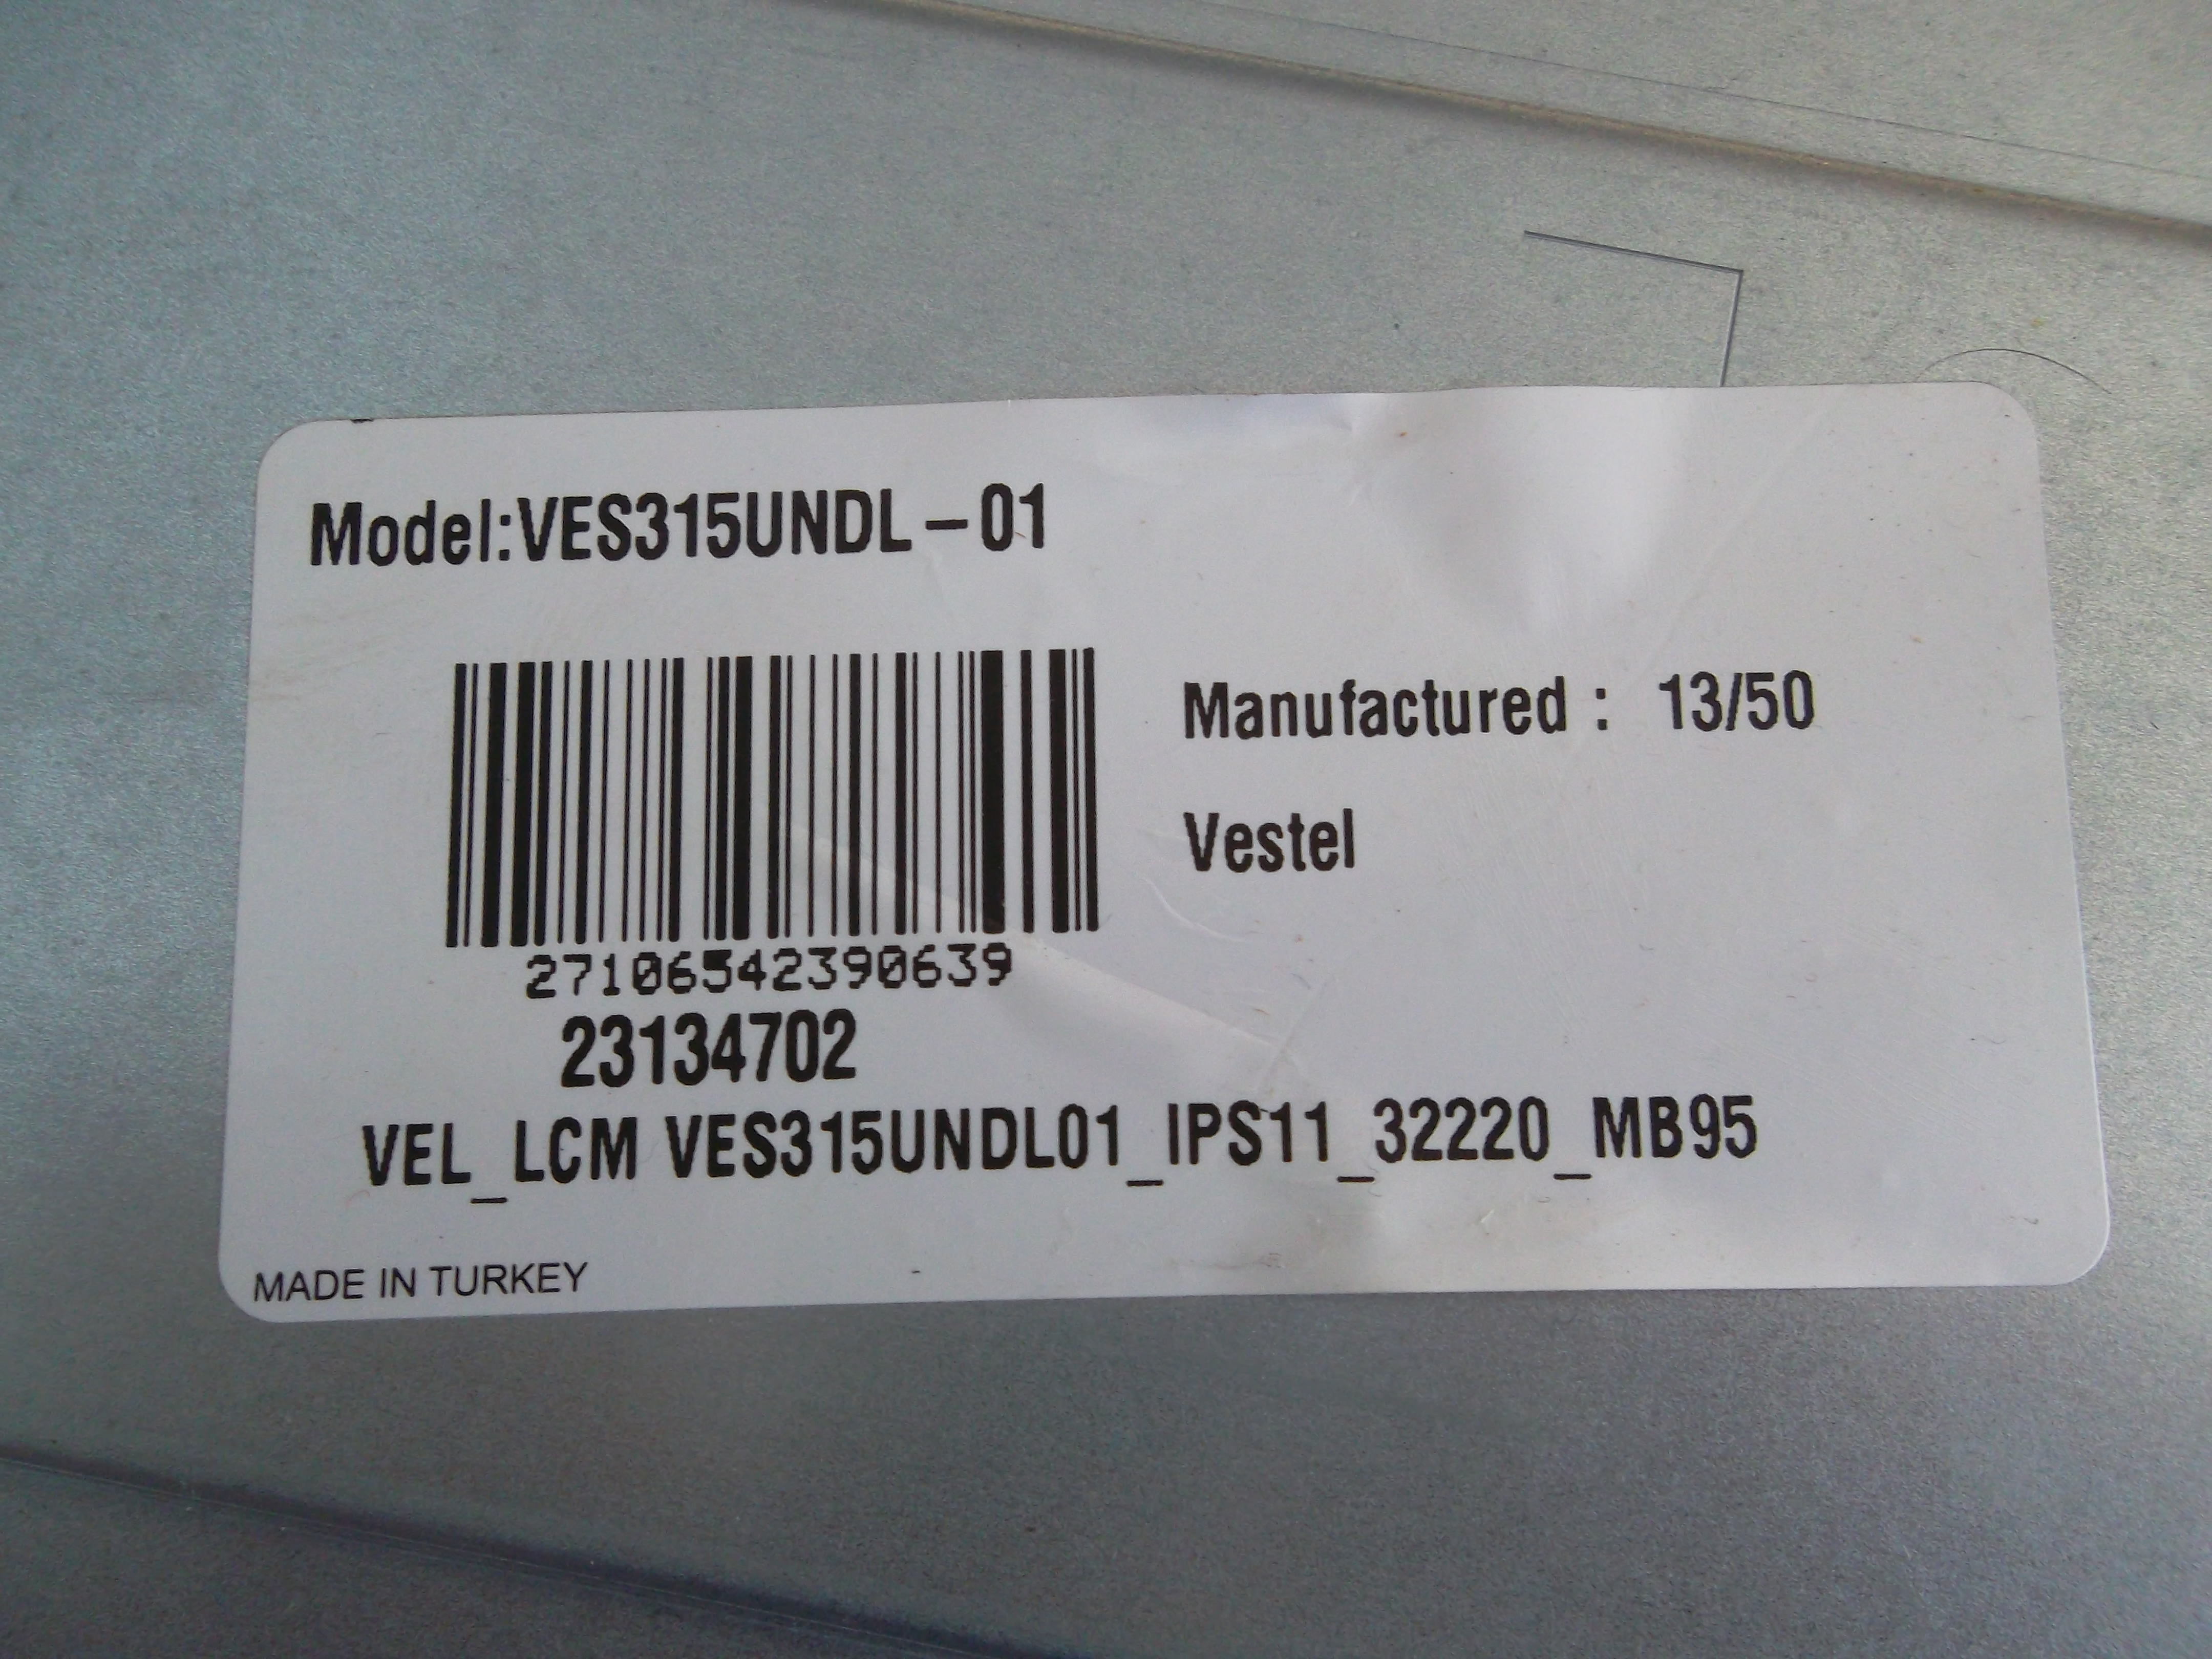 Model:VES315UNDL-01
Manufactured : 13/50
Vestel
27106542390639
23134702
VEL_LCM VES315UNDL01_IPS11_32220_MB95
MADE IN TURKEY